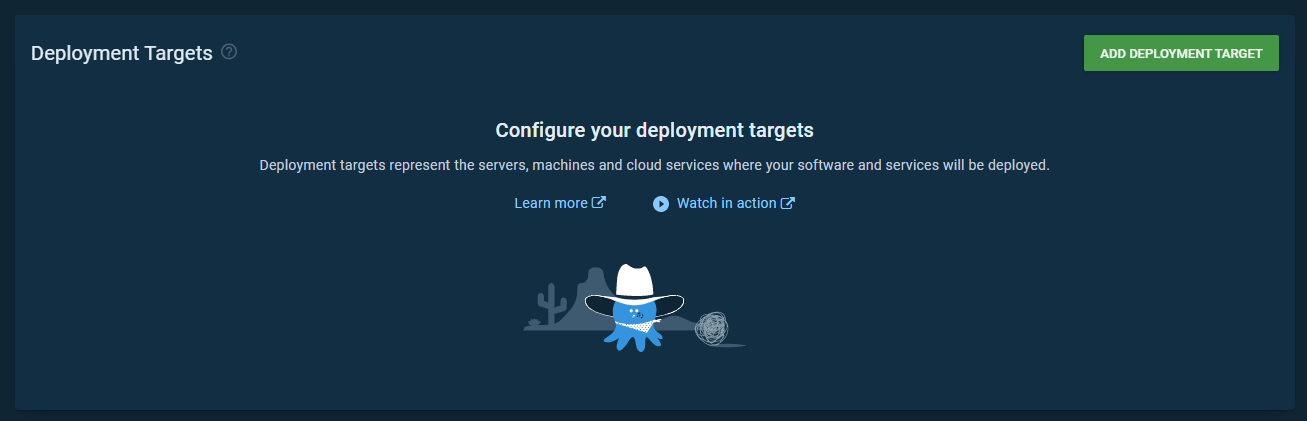 Deployment Targets
ADD DEPLOYMENT TARGET
Configure your deployment targets
Deployment targets represent the servers, machines and cloud services where your software and services will be deployed.
Learn more
Watch in action